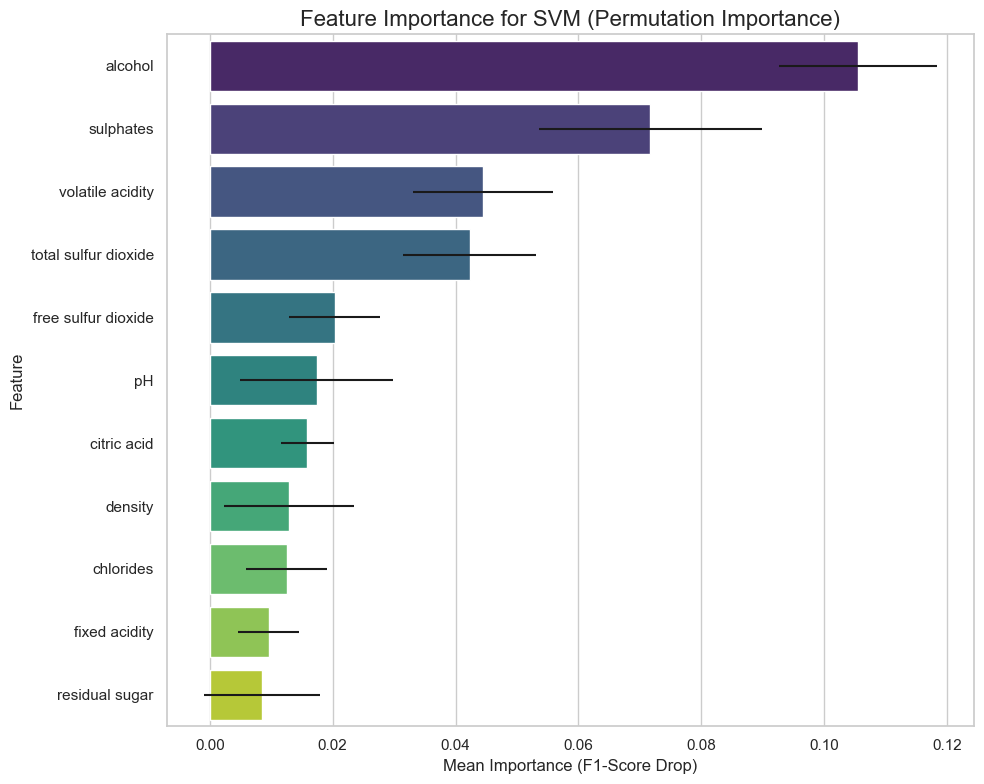 Feature Importance for SVM (Permutation Importance)
alcohol
sulphates
volatile acidity
total sulfur dioxide
free sulfur dioxide
pH
citric acid
density
chlorides
fixed acidity
residual sugar
Feature
0.00 0.02 0.04 0.06 0.08 0.10 0.12
Mean Importance (F1-Score Drop)